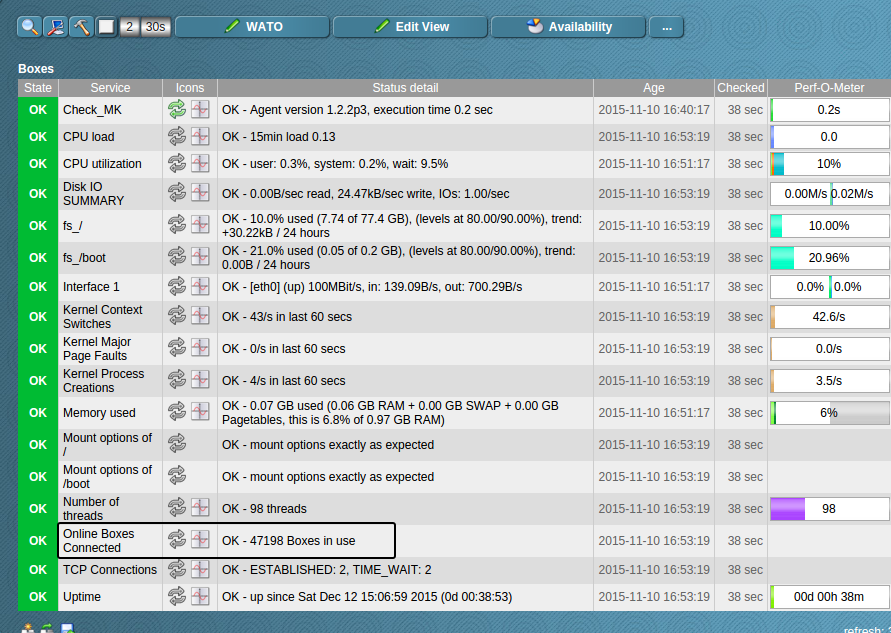 2 30s WATO Edit View Availability ...
Boxes
State Service Icons Status detail Age Checked Perf-O-Meter
OK Check_MK OK - Agent version 1.2.2p3, execution time 0.2 sec 2015-11-10 16:40:17 38 sec 0.2s
OK CPU load OK - 15min load 0.13 2015-11-10 16:53:19 38 sec 0.0
OK CPU utilization OK - user: 0.3%, system: 0.2%, wait: 9.5% 2015-11-10 16:51:17 38 sec 10%
OK Disk IO
SUMMARY OK - 0.00B/sec read, 24.47kB/sec write, IOs: 1.00/sec 2015-11-10 16:53:19 38 sec 0.00M/s 0.02M/s
OK fs_/ OK - 10.0% used (7.74 of 77.4 GB), (levels at 80.00/90.00%), trend:
+30.22kB / 24 hours 2015-11-10 16:53:19 38 sec 10.00%
OK fs_/boot OK - 21.0% used (0.05 of 0.2 GB), (levels at 80.00/90.00%), trend:
0.00B / 24 hours 2015-11-10 16:53:19 38 sec 20.96%
OK Interface 1 OK - [eth0] (up) 100MBit/s, in: 139.09B/s, out: 700.29B/s 2015-11-10 16:51:17 38 sec 0.0% 0.0%
OK Kernel Context
Switches OK - 43/s in last 60 secs 2015-11-10 16:53:19 38 sec 42.6/s
OK Kernel Major
Page Faults OK - 0/s in last 60 secs 2015-11-10 16:53:19 38 sec 0.0/s
OK Kernel Process
Creations OK - 4/s in last 60 secs 2015-11-10 16:53:19 38 sec 3.5/s
OK Memory used OK - 0.07 GB used (0.06 GB RAM + 0.00 GB SWAP + 0.00 GB
Pagetables, this is 6.8% of 0.97 GB RAM) 2015-11-10 16:51:17 38 sec 6%
OK Mount options of
/ OK - mount options exactly as expected 2015-11-10 16:53:19 38 sec
OK Mount options of
/boot OK - mount options exactly as expected 2015-11-10 16:53:19 38 sec
OK Number of
threads OK - 98 threads 2015-11-10 16:53:19 38 sec 98
OK Online Boxes
Connected OK - 47198 Boxes in use 2015-11-10 16:53:19 38 sec
OK TCP Connections OK - ESTABLISHED: 2, TIME_WAIT: 2 2015-11-10 16:53:19 38 sec
OK Uptime OK - up since Sat Dec 12 15:06:59 2015 (0d 00:38:53) 2015-11-10 16:53:19 38 sec 00d 00h 38m
refresh: